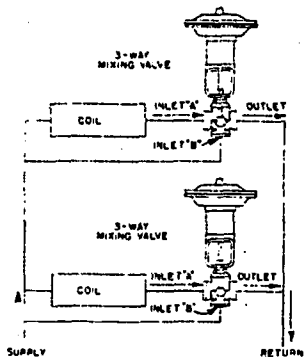 3-WAY
MIXING VALVE
INLET "A"
OUTLET
COIL
INLET "B"
3-WAY
MIXING VALVE
INLET "A"
OUTLET
COIL
INLET "B"
SUPPLY
RETURN